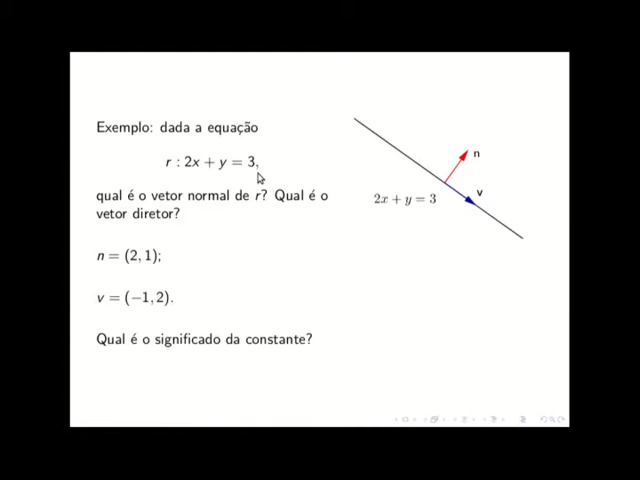 Exemplo: dada a equação
r : 2x + y = 3,
qual é o vetor normal de r? Qual é o
vetor diretor?
n = (2, 1);
v = (−1, 2).
Qual é o significado da constante?
n
v
2x + y = 3